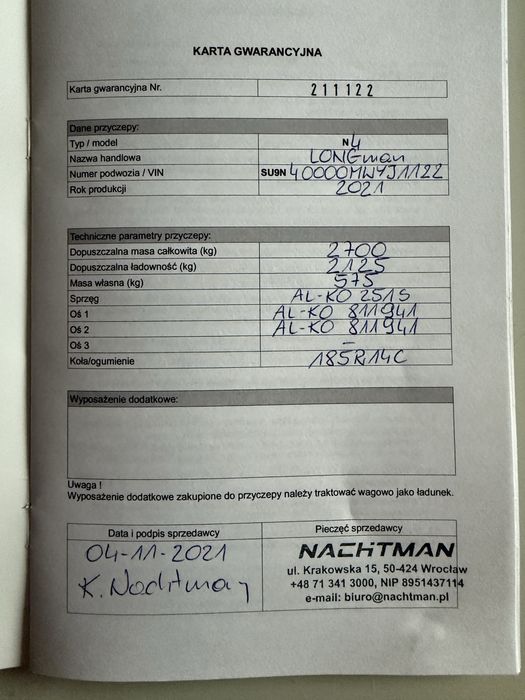 KARTA GWARANCYJNA
Karta gwarancyjna Nr. 211122
Dane przyczepy:
Typ / model N4
Nazwa handlowa LONGman
Numer podwozia / VIN SU9N40000MWYJ1122
Rok produkcji 2021
Techniczne parametry przyczepy:
Dopuszczalna masa całkowita (kg) 2700
Dopuszczalna ładowność (kg) 2125
Masa własna (kg) 575
Sprzęg AL-KO 251S
Oś 1 AL-KO 811941
Oś 2 AL-KO 811941
Oś 3 –
Koła/ogumienie 185R14C
Wyposażenie dodatkowe:
Uwaga !
Wyposażenie dodatkowe zakupione do przyczepy należy traktować wagowo jako ładunek.
Data i podpis sprzedawcy
04-11-2021
K. Nachtman
Pieczęć sprzedawcy
NACHTMAN
ul. Krakowska 15, 50-424 Wrocław
+48 71 341 3000, NIP 8951437114
e-mail: biuro@nachtman.pl